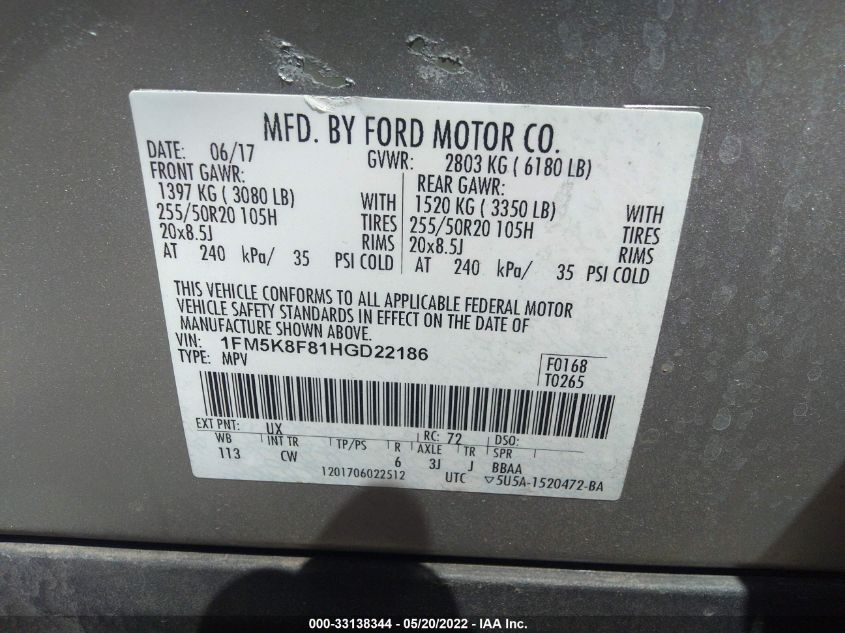 MFD. BY FORD MOTOR CO.
DATE: 06/17 GVWR: 2803 KG ( 6180 LB)
FRONT GAWR: REAR GAWR:
1397 KG ( 3080 LB) WITH 1520 KG ( 3350 LB) WITH
255/50R20 105H TIRES 255/50R20 105H TIRES
20x8.5J RIMS 20x8.5J RIMS
AT 240 kPa/ 35 PSI COLD AT 240 kPa/ 35 PSI COLD
THIS VEHICLE CONFORMS TO ALL APPLICABLE FEDERAL MOTOR
VEHICLE SAFETY STANDARDS IN EFFECT ON THE DATE OF
MANUFACTURE SHOWN ABOVE.
VIN: 1FM5K8F81HGD22186
TYPE: MPV
F0168
T0265
EXT PNT: UX RC: 72 DSO:
WB INT TR TP/PS R AXLE TR SPR
113 CW 6 3J J BBAA
1201706022512 UTC ▽5U5A-1520472-BA
000-33138344 - 05/20/2022 - IAA Inc.